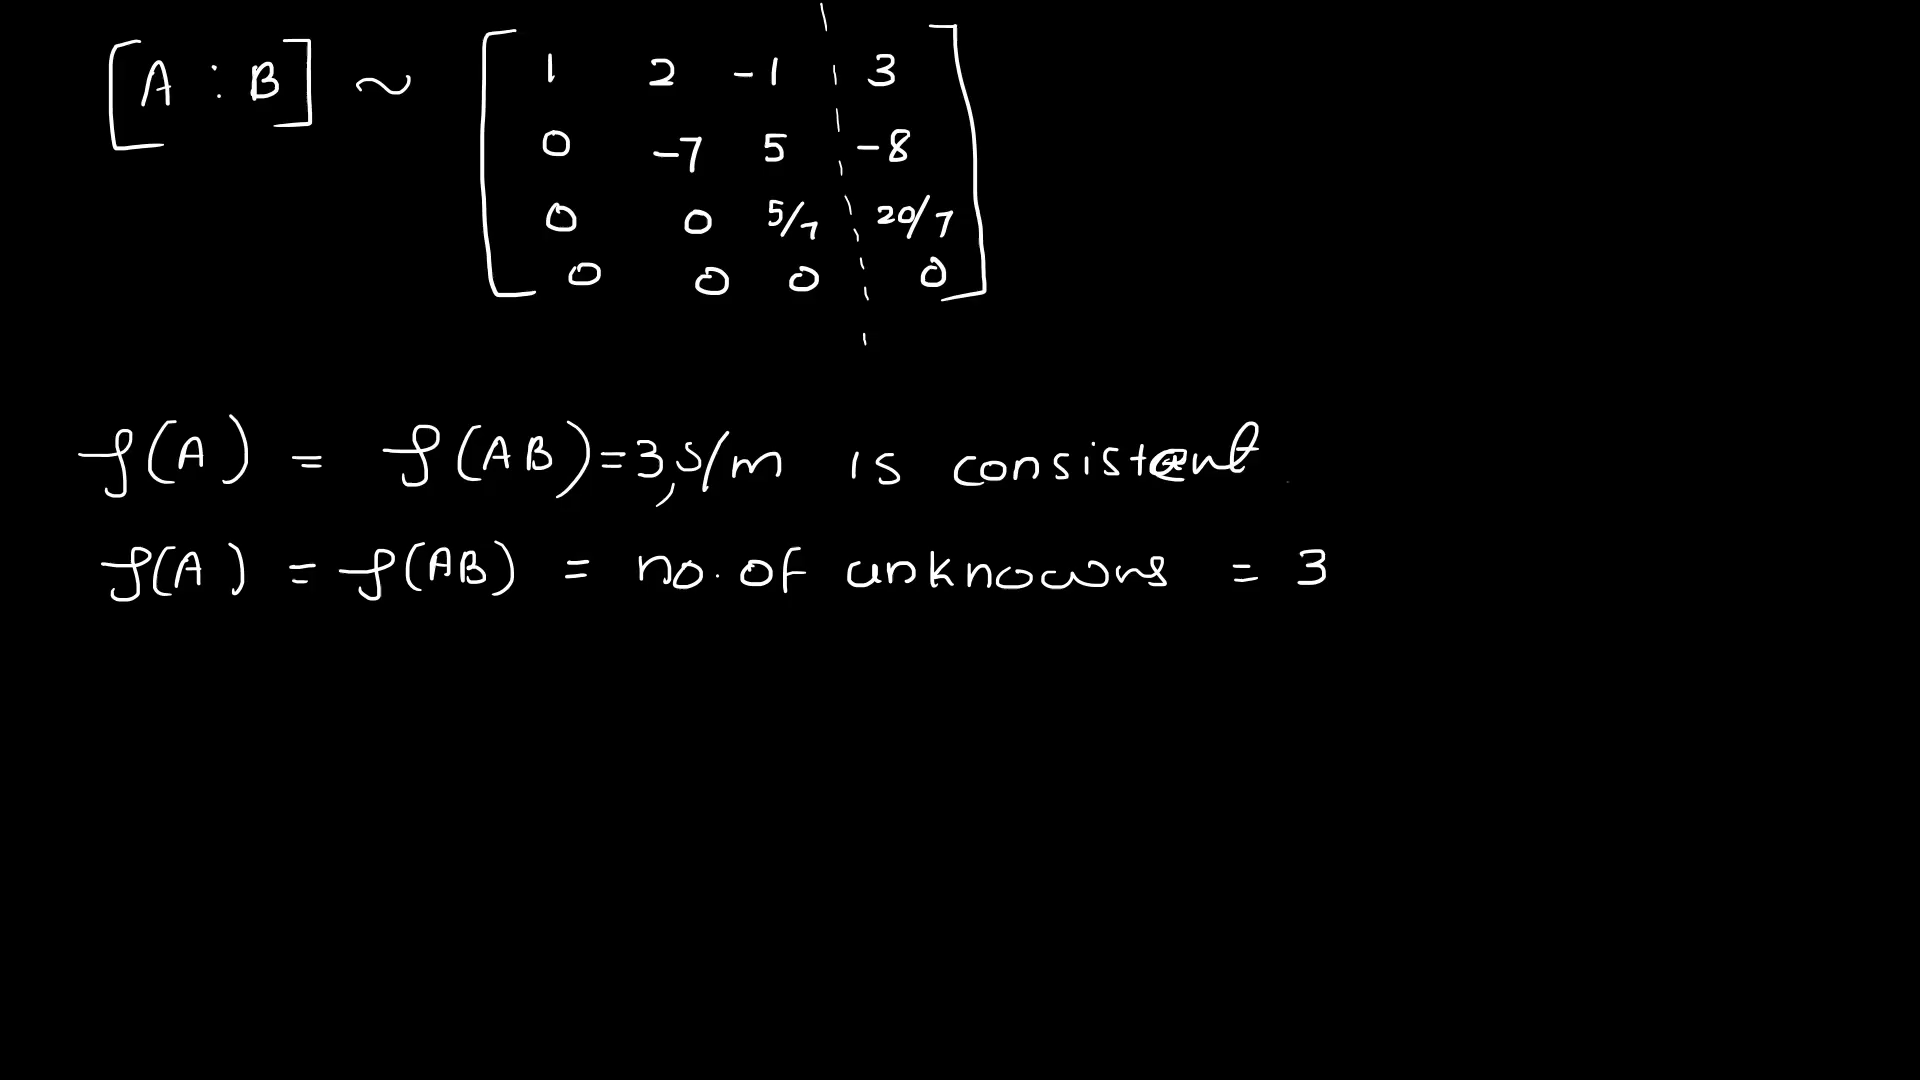 [A : B] ~
1 2 -1 3
0 -7 5 -8
0 0 5/7 20/7
0 0 0 0
ρ(A) = ρ(AB) = 3, s/m is consistent
ρ(A) = ρ(AB) = no. of unknowns = 3